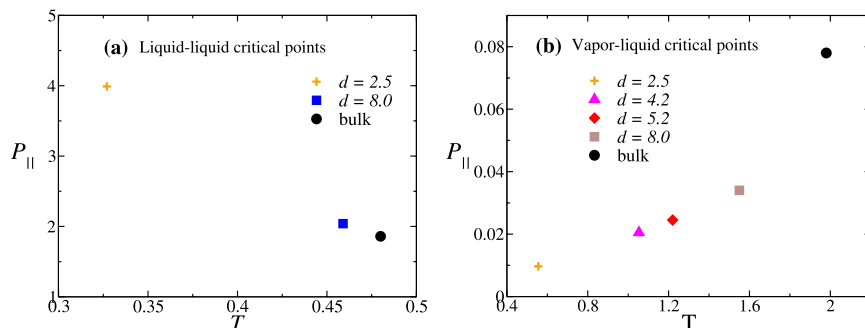 (a) Liquid-liquid critical points
d = 2.5
d = 8.0
bulk
P||
5
4
3
2
1
0.3 0.35 0.4 0.45 0.5
T
(b) Vapor-liquid critical points
d = 2.5
d = 4.2
d = 5.2
d = 8.0
bulk
P||
0.08
0.06
0.04
0.02
0
0.4 0.8 1.2 1.6 2
T